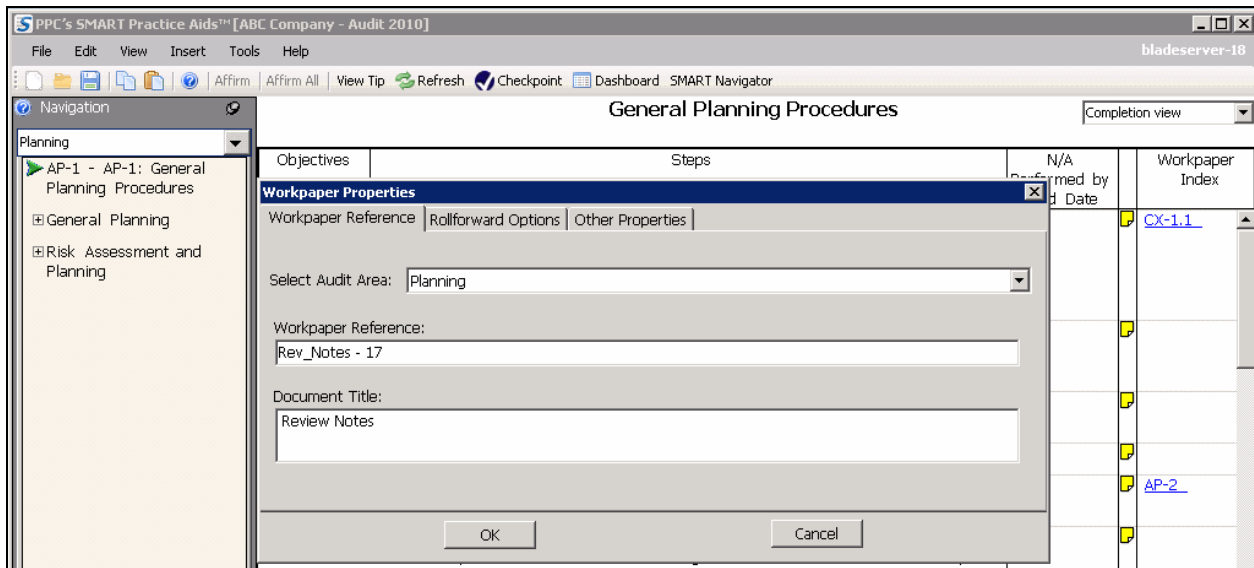 PPC's SMART Practice Aids™ [ABC Company - Audit 2010]
File Edit View Insert Tools Help
bladeserver-18
Affirm Affirm All View Tip Refresh Checkpoint Dashboard SMART Navigator
Navigation
Planning
AP-1 - AP-1: General
Planning Procedures
General Planning
Risk Assessment and
Planning
General Planning Procedures
Completion view
Objectives
Steps
N/A
Workpaper
Index
CX-1.1
AP-2
Workpaper Properties
Workpaper Reference Rollforward Options Other Properties
Select Audit Area: Planning
Workpaper Reference:
Rev_Notes - 17
Document Title:
Review Notes
OK Cancel